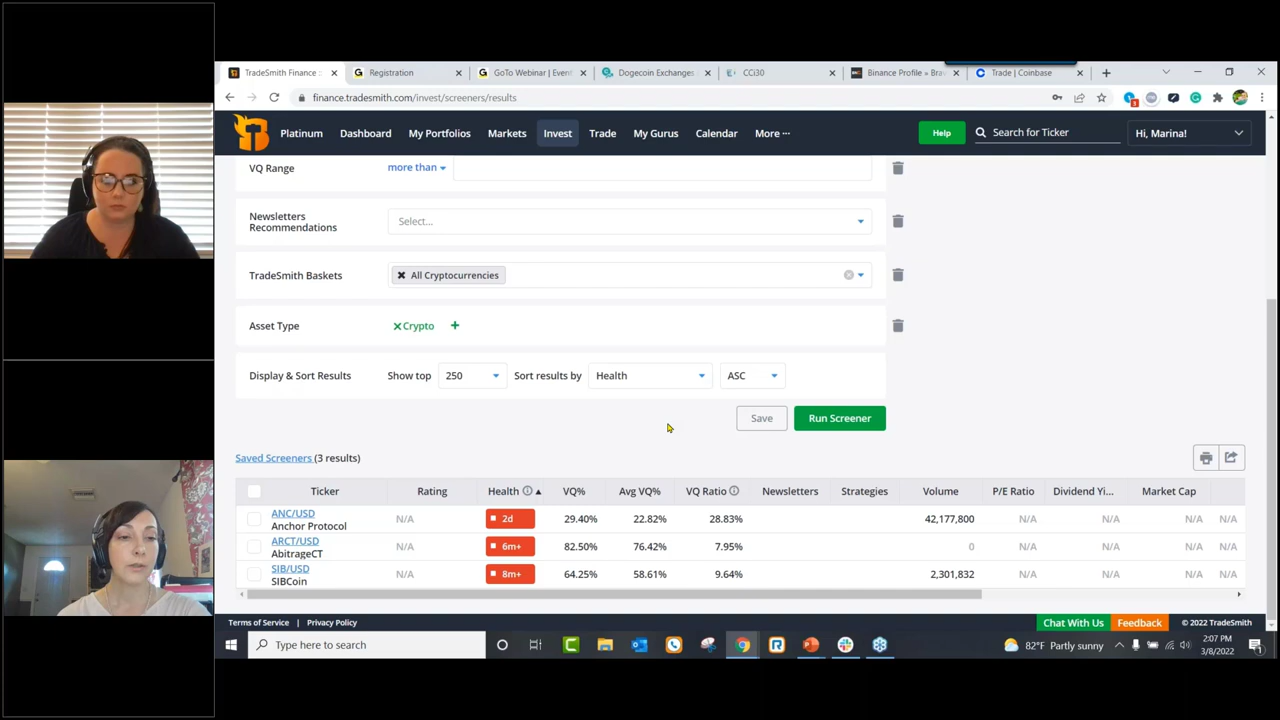 TradeSmith Finance ::
Registration
GoTo Webinar | Event
Dogecoin Exchanges
CCi30
Binance Profile » Brav
Trade | Coinbase
finance.tradesmith.com/invest/screeners/results
3
Platinum Dashboard My Portfolios Markets Invest Trade My Gurus Calendar More ··· Help Search for Ticker Hi, Marina!
VQ Range more than
Newsletters Recommendations Select...
TradeSmith Baskets All Cryptocurrencies
Asset Type Crypto
Display & Sort Results Show top 250 Sort results by Health ASC
Save Run Screener
Saved Screeners (3 results)
Ticker Rating Health VQ% Avg VQ% VQ Ratio Newsletters Strategies Volume P/E Ratio Dividend Yi... Market Cap
ANC/USD Anchor Protocol N/A 2d 29.40% 22.82% 28.83% 42,177,800 N/A N/A N/A
ARCT/USD AbitrageCT N/A 6m+ 82.50% 76.42% 7.95% 0 N/A N/A N/A
SIB/USD SIBCoin N/A 8m+ 64.25% 58.61% 9.64% 2,301,832 N/A N/A N/A
Terms of Service | Privacy Policy Chat With Us Feedback © 2022 TradeSmith
Type here to search 82°F Partly sunny 2:07 PM
3/8/2022